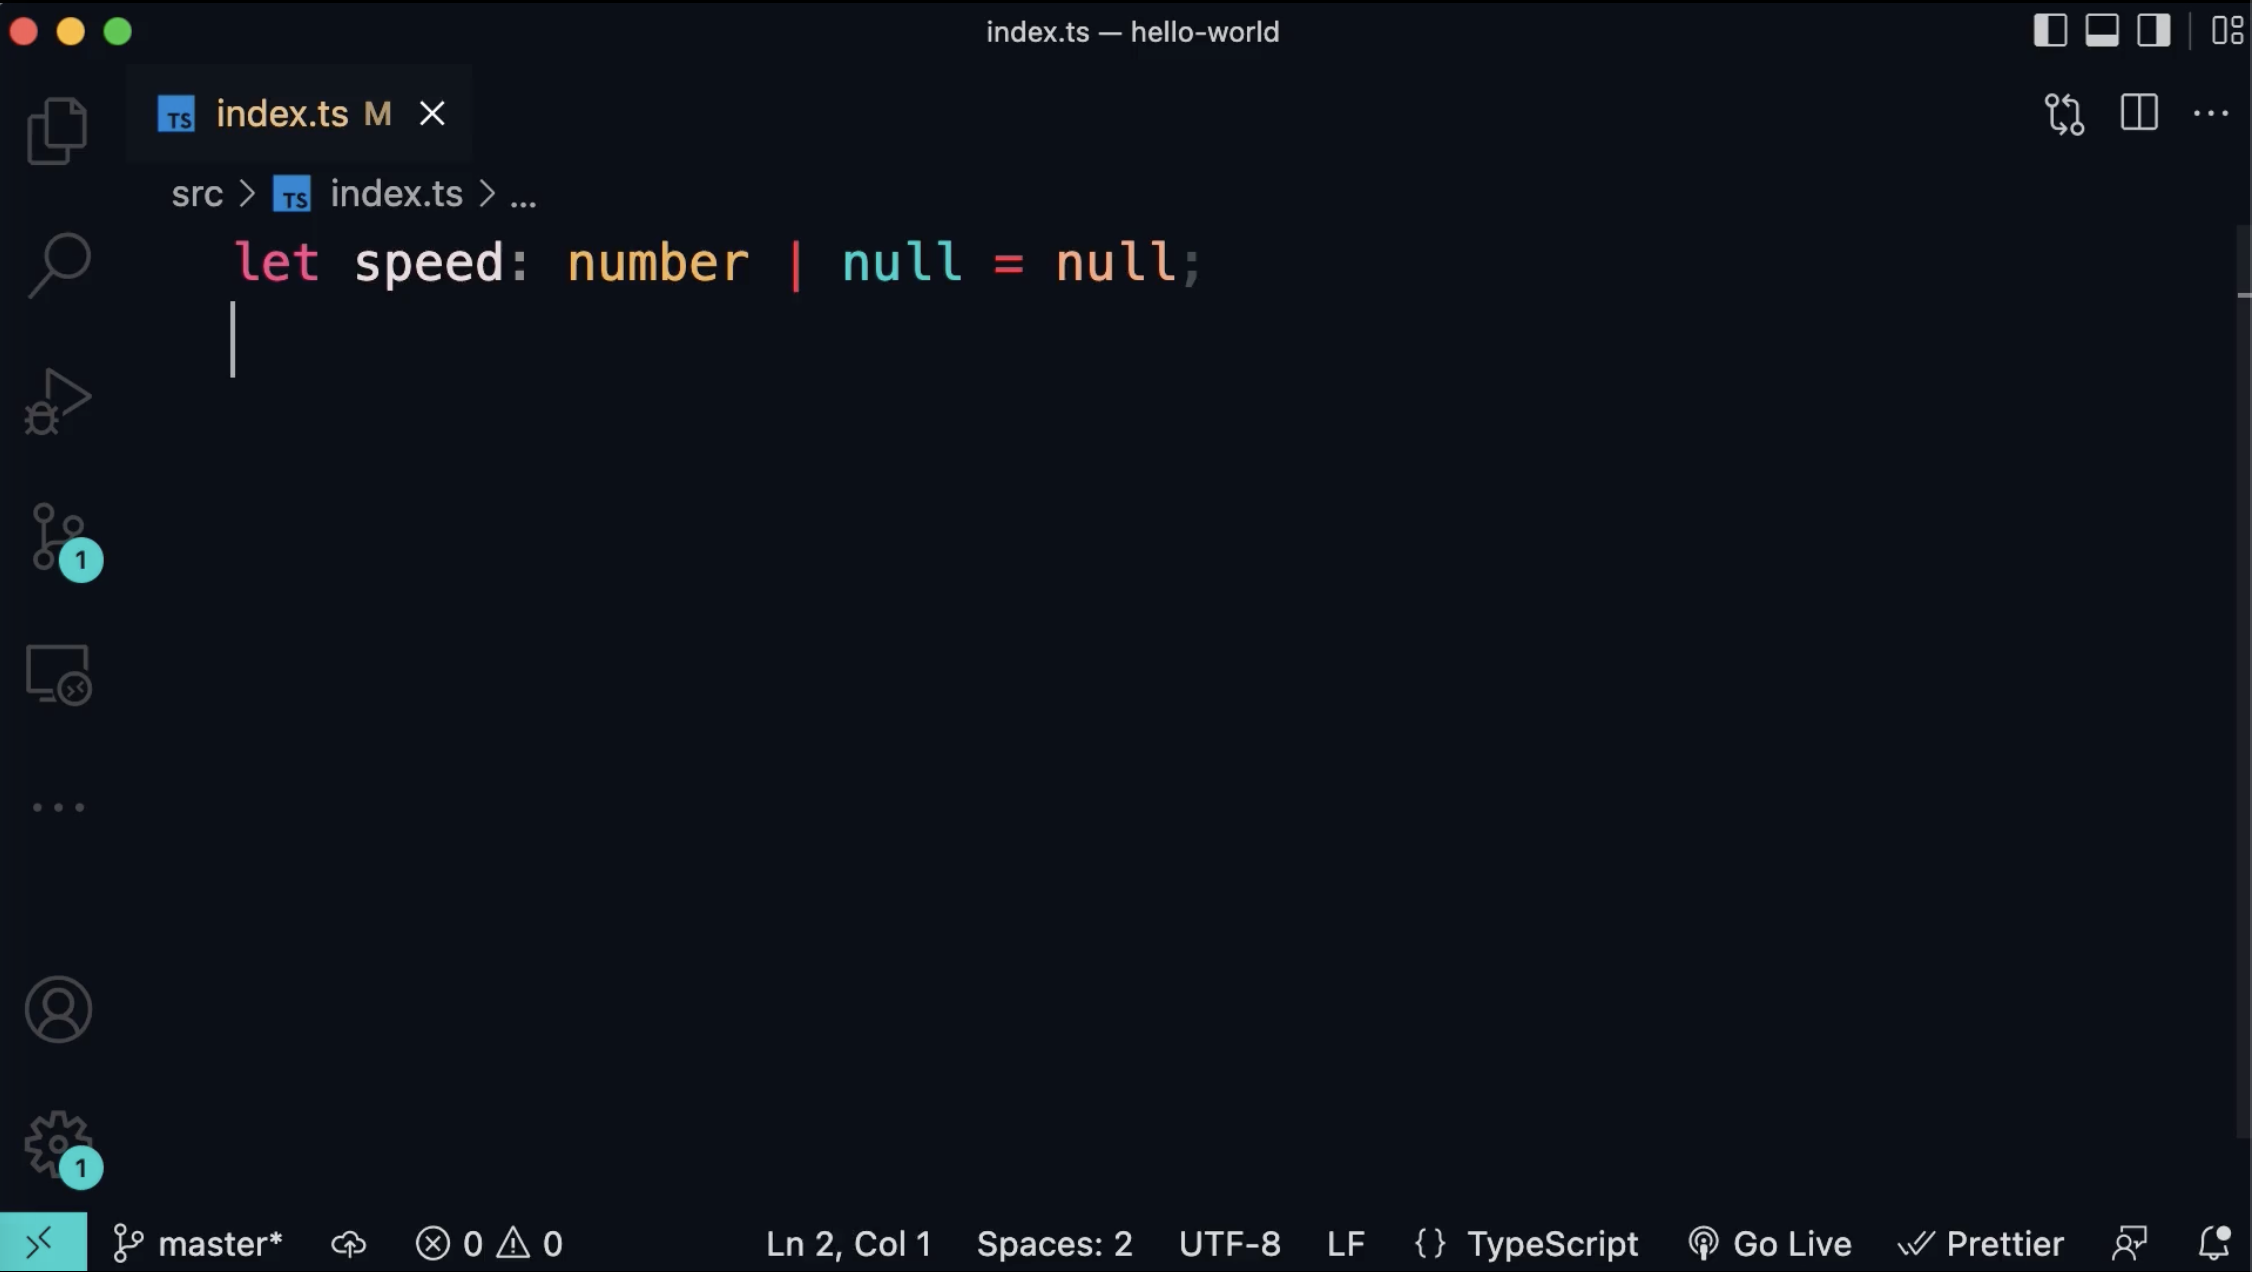 index.ts — hello-world
TS index.ts M
src > TS index.ts > ...
let speed: number | null = null;
1
1
master* 0 0 Ln 2, Col 1 Spaces: 2 UTF-8 LF {} TypeScript Go Live Prettier